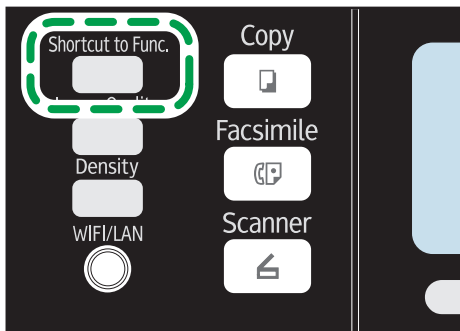 Shortcut to Func.
Density
WIFI/LAN
Copy
Facsimile
Scanner